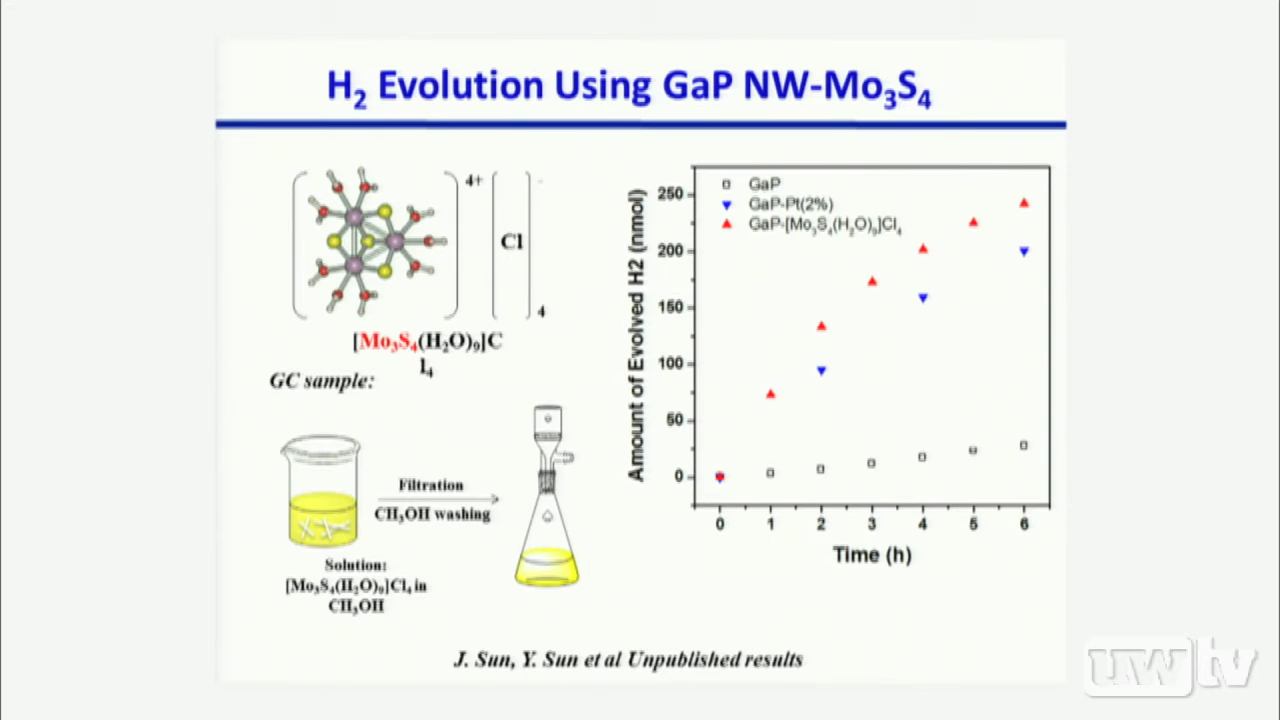 H₂ Evolution Using GaP NW-Mo₃S₄
4+
-
Cl
4
[Mo₃S₄(H₂O)₉]C
l₄
GC sample:
Filtration
CH₃OH washing
Solution:
[Mo₃S₄(H₂O)₉]Cl₄ in
CH₃OH
Amount of Evolved H2 (nmol)
250
200
150
100
50
0
GaP
GaP-Pt(2%)
GaP-[Mo₃S₄(H₂O)₉]Cl₄
0 1 2 3 4 5 6
Time (h)
J. Sun, Y. Sun et al Unpublished results
uwtv